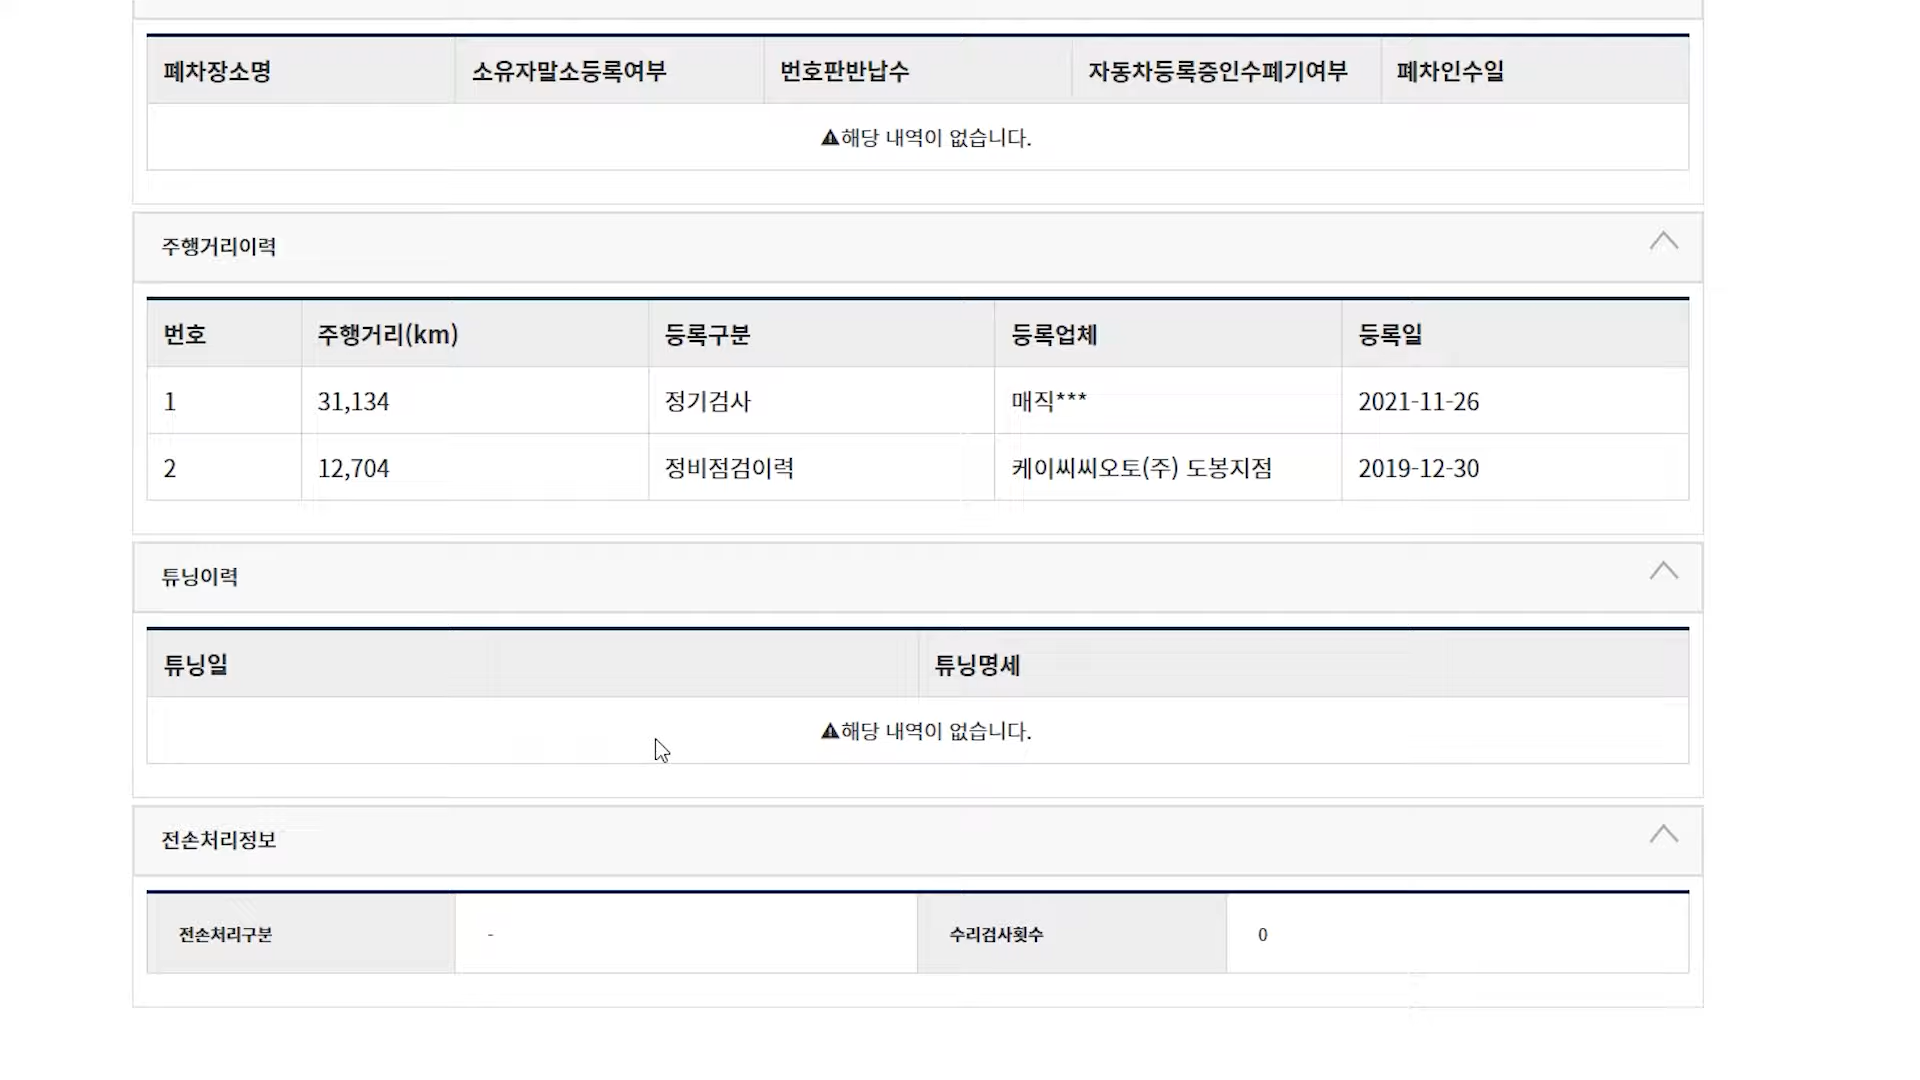 폐차장소명 소유자말소등록여부 번호판반납수 자동차등록증인수폐기여부 폐차인수일
⚠해당 내역이 없습니다.
주행거리이력
번호 주행거리(km) 등록구분 등록업체 등록일
1 31,134 정기검사 매직*** 2021-11-26
2 12,704 정비점검이력 케이씨씨오토(주) 도봉지점 2019-12-30
튜닝이력
튜닝일 튜닝명세
⚠해당 내역이 없습니다.
전손처리정보
전손처리구분 - 수리검사횟수 0